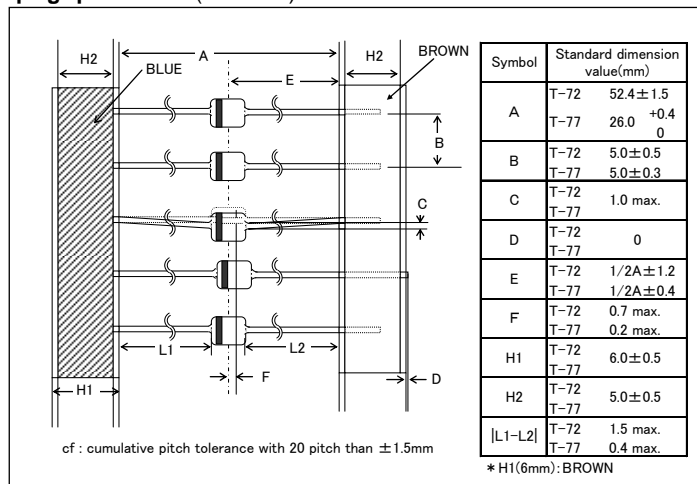 H2
A
H2
BROWN
BLUE
E
B
C
L1
L2
H1
F
D
cf : cumulative pitch tolerance with 20 pitch than ±1.5mm
Symbol Standard dimension value(mm)
A T-72 52.4±1.5
T-77 26.0 +0.4 0
B T-72 5.0±0.5
T-77 5.0±0.3
C T-72 T-77 1.0 max.
D T-72 T-77 0
E T-72 1/2A±1.2
T-77 1/2A±0.4
F T-72 0.7 max.
T-77 0.2 max.
H1 T-72 T-77 6.0±0.5
H2 T-72 T-77 5.0±0.5
|L1-L2| T-72 1.5 max.
T-77 0.4 max.
*H1(6mm):BROWN